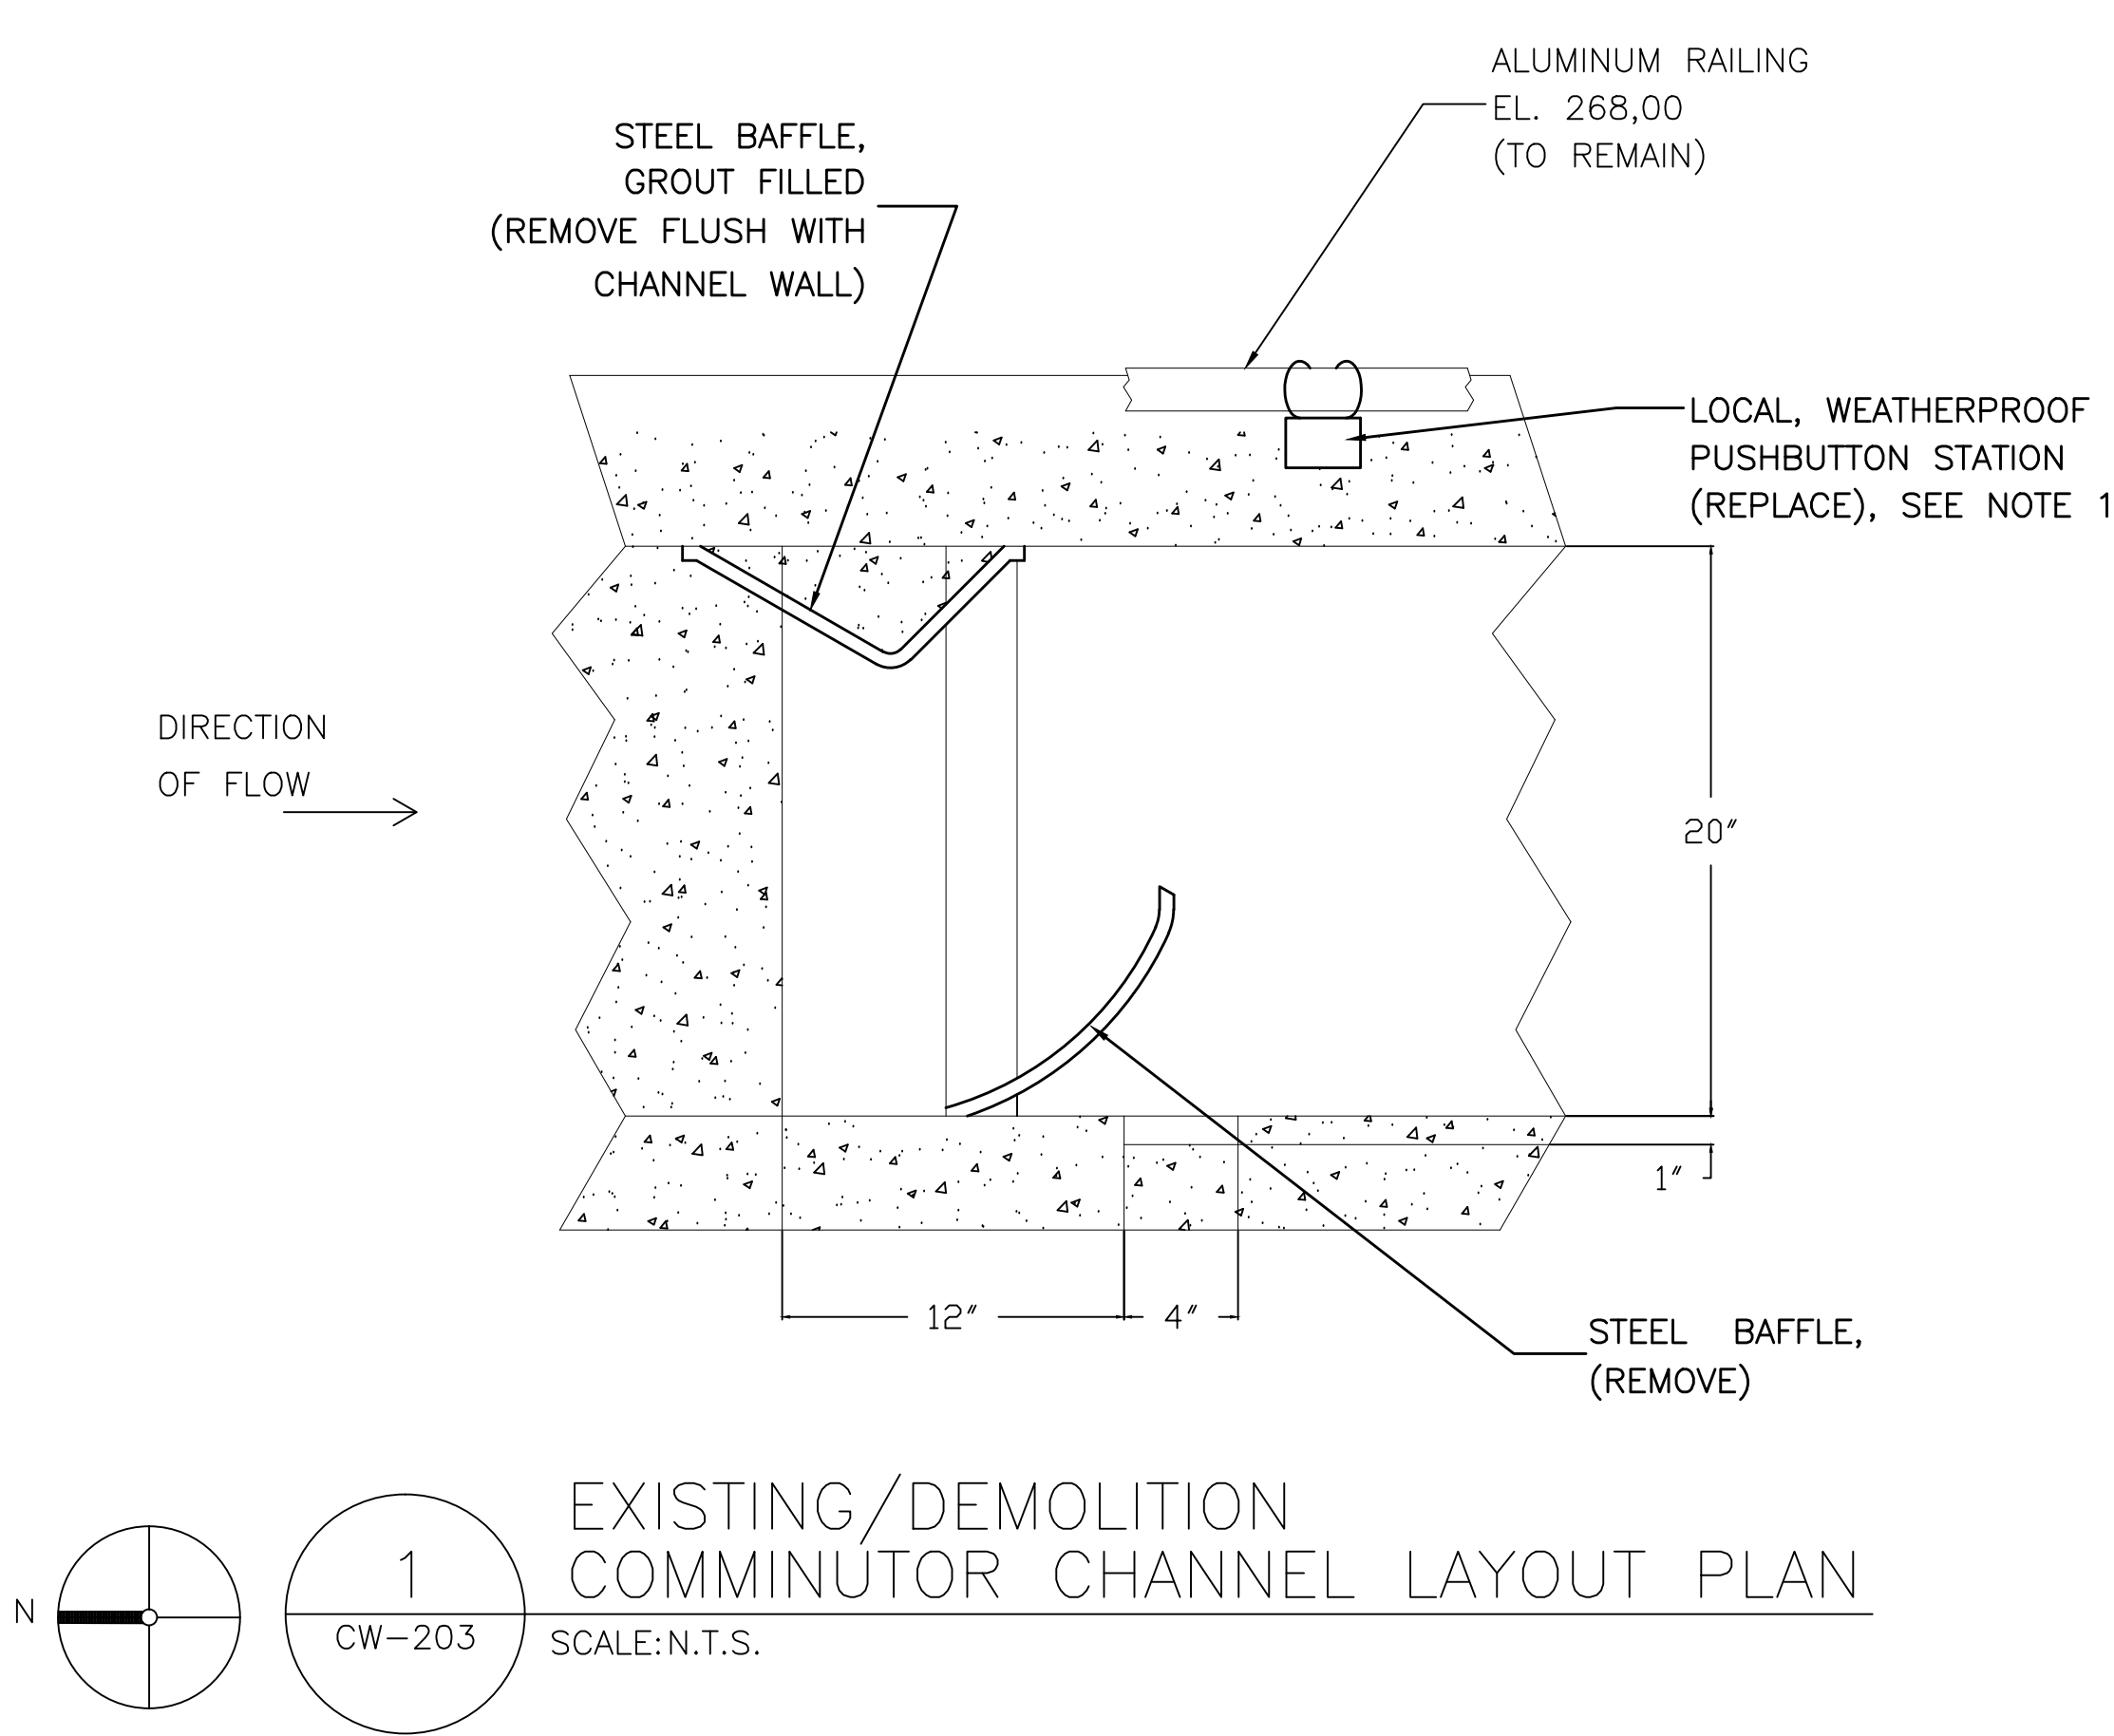 ALUMINUM RAILING
EL. 268,00
(TO REMAIN)
STEEL BAFFLE,
GROUT FILLED
(REMOVE FLUSH WITH
CHANNEL WALL)
LOCAL, WEATHERPROOF
PUSHBUTTON STATION
(REPLACE), SEE NOTE 1
DIRECTION
OF FLOW
20"
1"
12"
4"
STEEL BAFFLE,
(REMOVE)
EXISTING/DEMOLITION
COMMINUTOR CHANNEL LAYOUT PLAN
SCALE: N.T.S.
1
CW-203
N